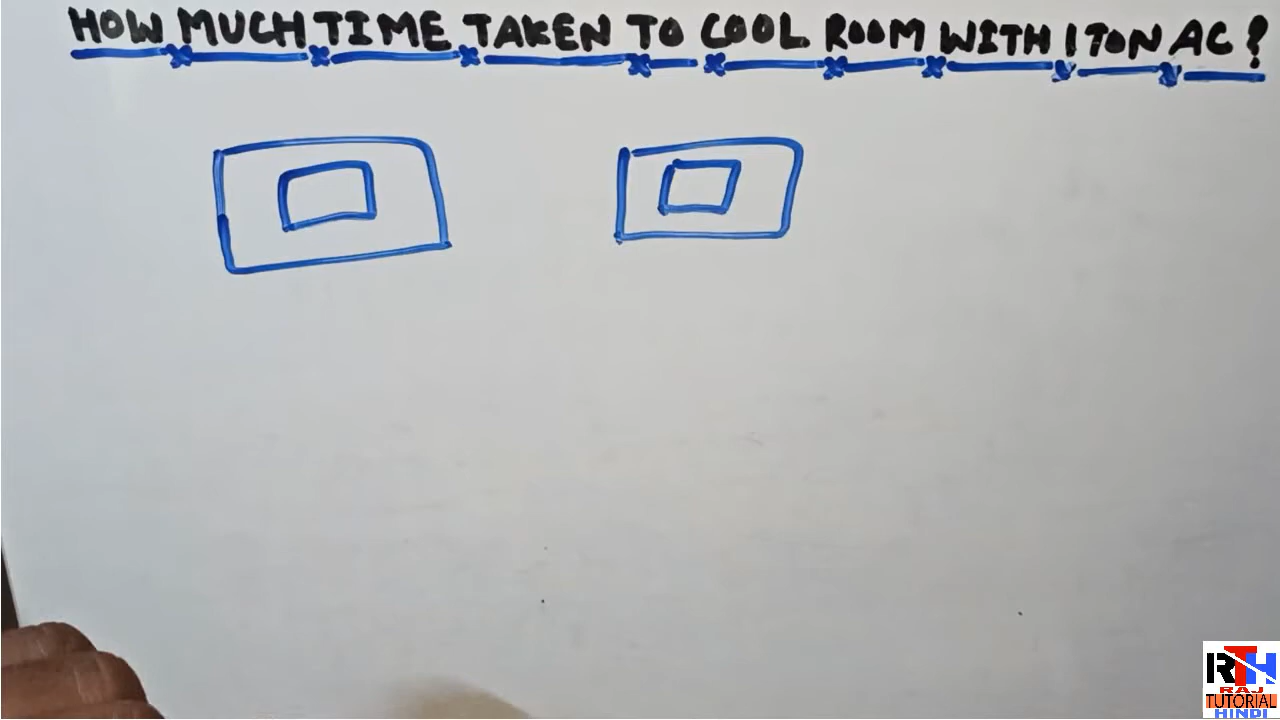 HOW MUCH TIME TAKEN TO COOL ROOM WITH 1 TON AC?
RTH
RAJ
TUTORIAL
HINDI